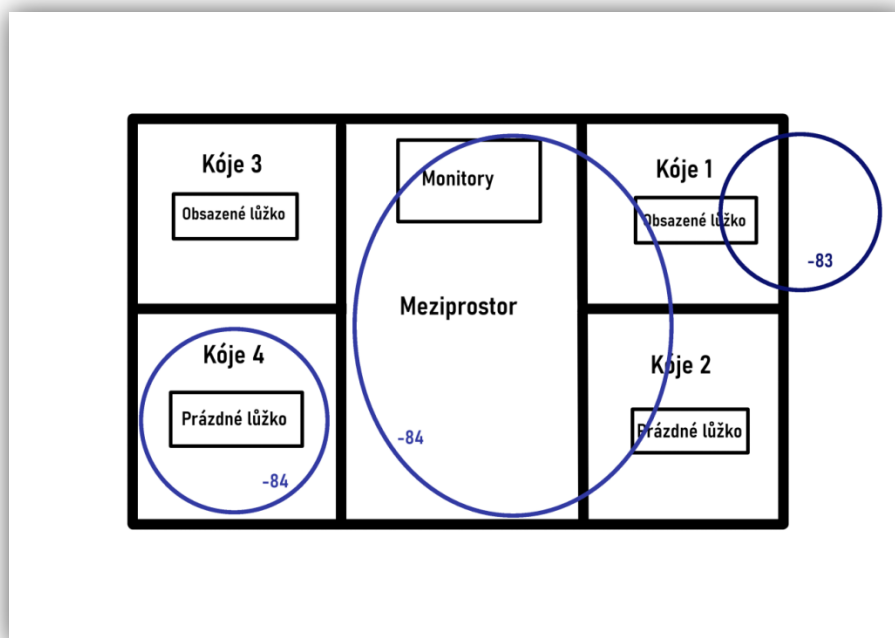 Kóje 3
Obsazené lůžko
Monitory
Kóje 1
Obsazené lůžko
-83
Meziprostor
Kóje 4
Prázdné lůžko
-84
-84
Kóje 2
Prázdné lůžko